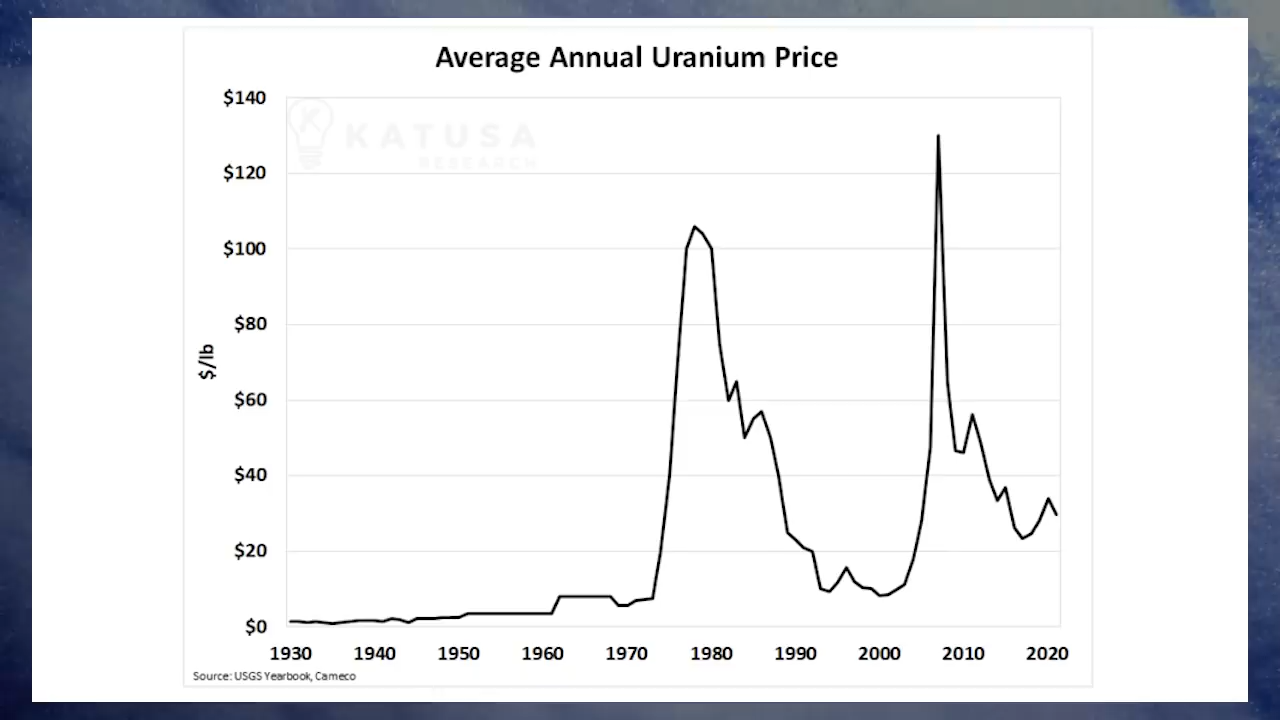 Average Annual Uranium Price
KATUSA
RESEARCH
$140
$120
$100
$80
$60
$40
$20
$0
$/lb
1930 1940 1950 1960 1970 1980 1990 2000 2010 2020
Source: USGS Yearbook, Cameco